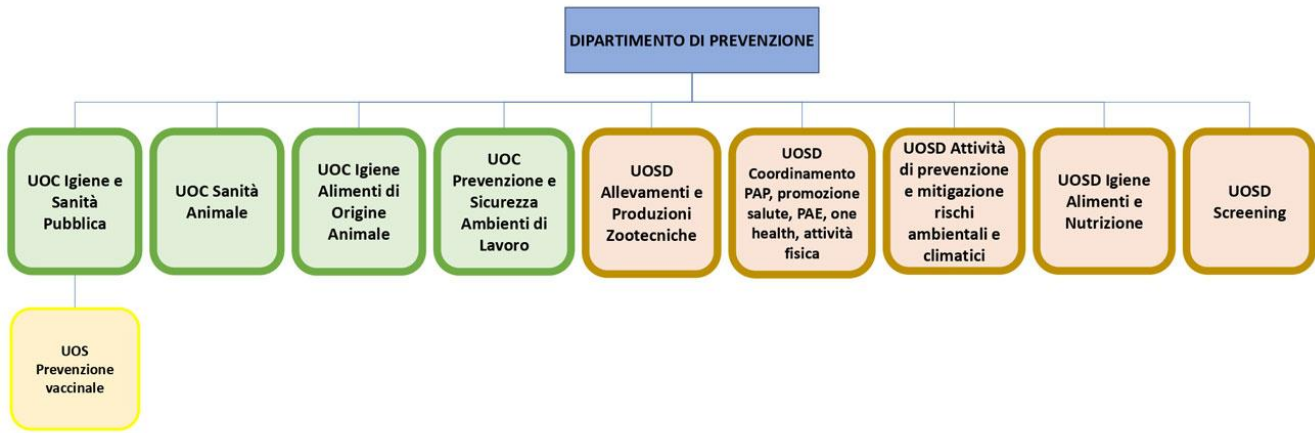 DIPARTIMENTO DI PREVENZIONE
UOC Igiene e
Sanità
Pubblica
UOC Sanità
Animale
UOC Igiene
Alimenti di
Origine
Animale
UOC
Prevenzione e
Sicurezza
Ambienti di
Lavoro
UOSD
Allevamenti e
Produzioni
Zootecniche
UOSD
Coordinamento
PAP, promozione
salute, PAE, one
health, attività
fisica
UOSD Attività
di prevenzione
e mitigazione
rischi
ambientali e
climatici
UOSD Igiene
Alimenti e
Nutrizione
UOSD
Screening
UOS
Prevenzione
vaccinale